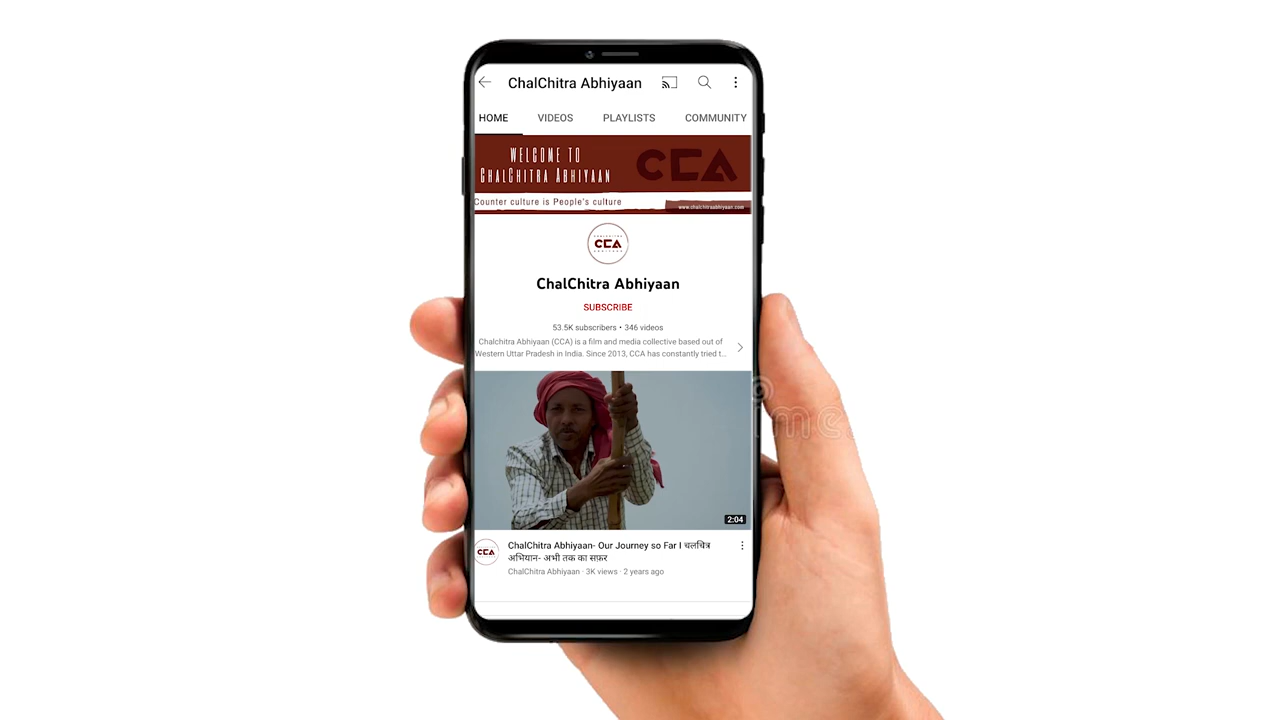 ChalChitra Abhiyaan
HOME VIDEOS PLAYLISTS COMMUNITY
WELCOME TO
CHALCHITRA ABHIYAAN
CCA
Counter culture is People's culture
www.chalchitraabhiyaan.com
CHALCHITRA
CCA
ABHIYAAN
ChalChitra Abhiyaan
SUBSCRIBE
53.5K subscribers • 346 videos
Chalchitra Abhiyaan (CCA) is a film and media collective based out of
Western Uttar Pradesh in India. Since 2013, CCA has constantly tried t...
2:04
CCA
ChalChitra Abhiyaan- Our Journey so Far I चलचित्र
अभियान- अभी तक का सफ़र
ChalChitra Abhiyaan · 3K views · 2 years ago